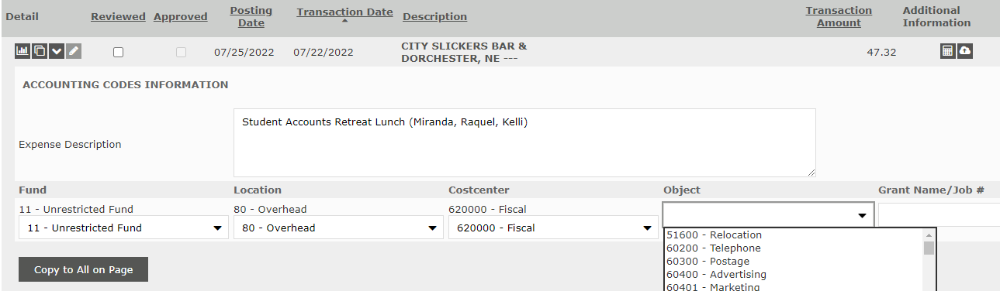 Detail Reviewed Approved Posting Date Transaction Date Description Transaction Amount Additional Information
07/25/2022 07/22/2022 CITY SLICKERS BAR & 47.32
DORCHESTER, NE ---
ACCOUNTING CODES INFORMATION
Expense Description
Student Accounts Retreat Lunch (Miranda, Raquel, Kelli)
Fund Location Costcenter Object Grant Name/Job #
11 - Unrestricted Fund 80 - Overhead 620000 - Fiscal
11 - Unrestricted Fund 80 - Overhead 620000 - Fiscal
51600 - Relocation
60200 - Telephone
60300 - Postage
60400 - Advertising
60401 - Marketing
Copy to All on Page